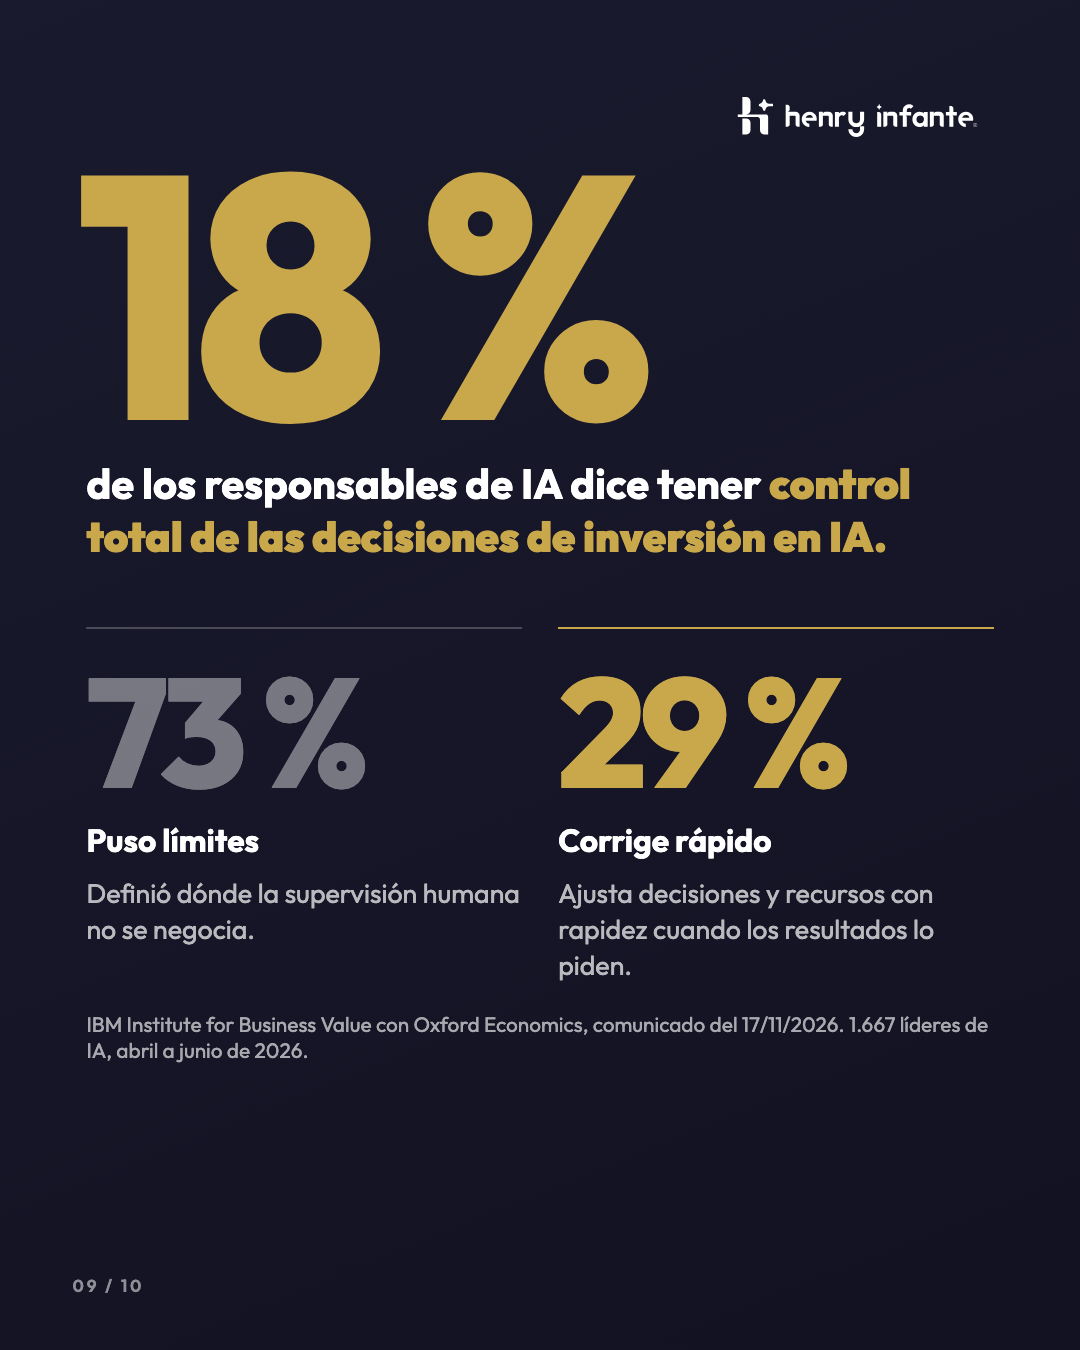 henry infante
18 %
de los responsables de IA dice tener control
total de las decisiones de inversión en IA.
73 %
Puso límites
Definió dónde la supervisión humana
no se negocia.
29 %
Corrige rápido
Ajusta decisiones y recursos con
rapidez cuando los resultados lo
piden.
IBM Institute for Business Value con Oxford Economics, comunicado del 17/11/2026. 1.667 líderes de
IA, abril a junio de 2026.
09 / 10